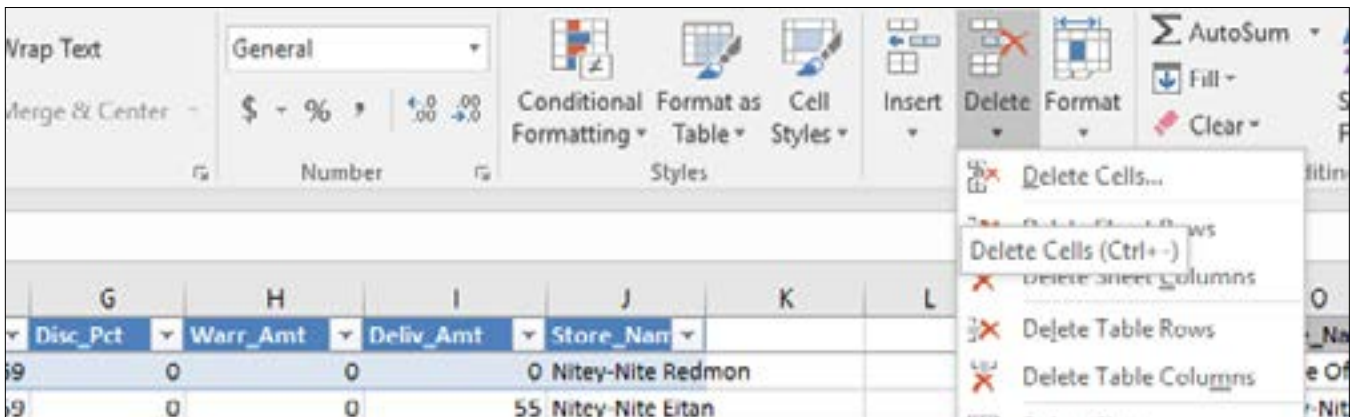 Wrap Text General AutoSum
Fill
Merge & Center $ % , .0 .00 Conditional Format as Cell Insert Delete Format Clear
Formatting Table Styles
Number Styles
Delete Cells...
Delete Cells (Ctrl+-)
Delete Sheet Columns
G H I J K L O
Disc_Pct Warr_Amt Deliv_Amt Store_Nam
Delete Table Rows
0 0 0 Nitey-Nite Redmon
Delete Table Columns
0 0 55 Nitey-Nite Eitan